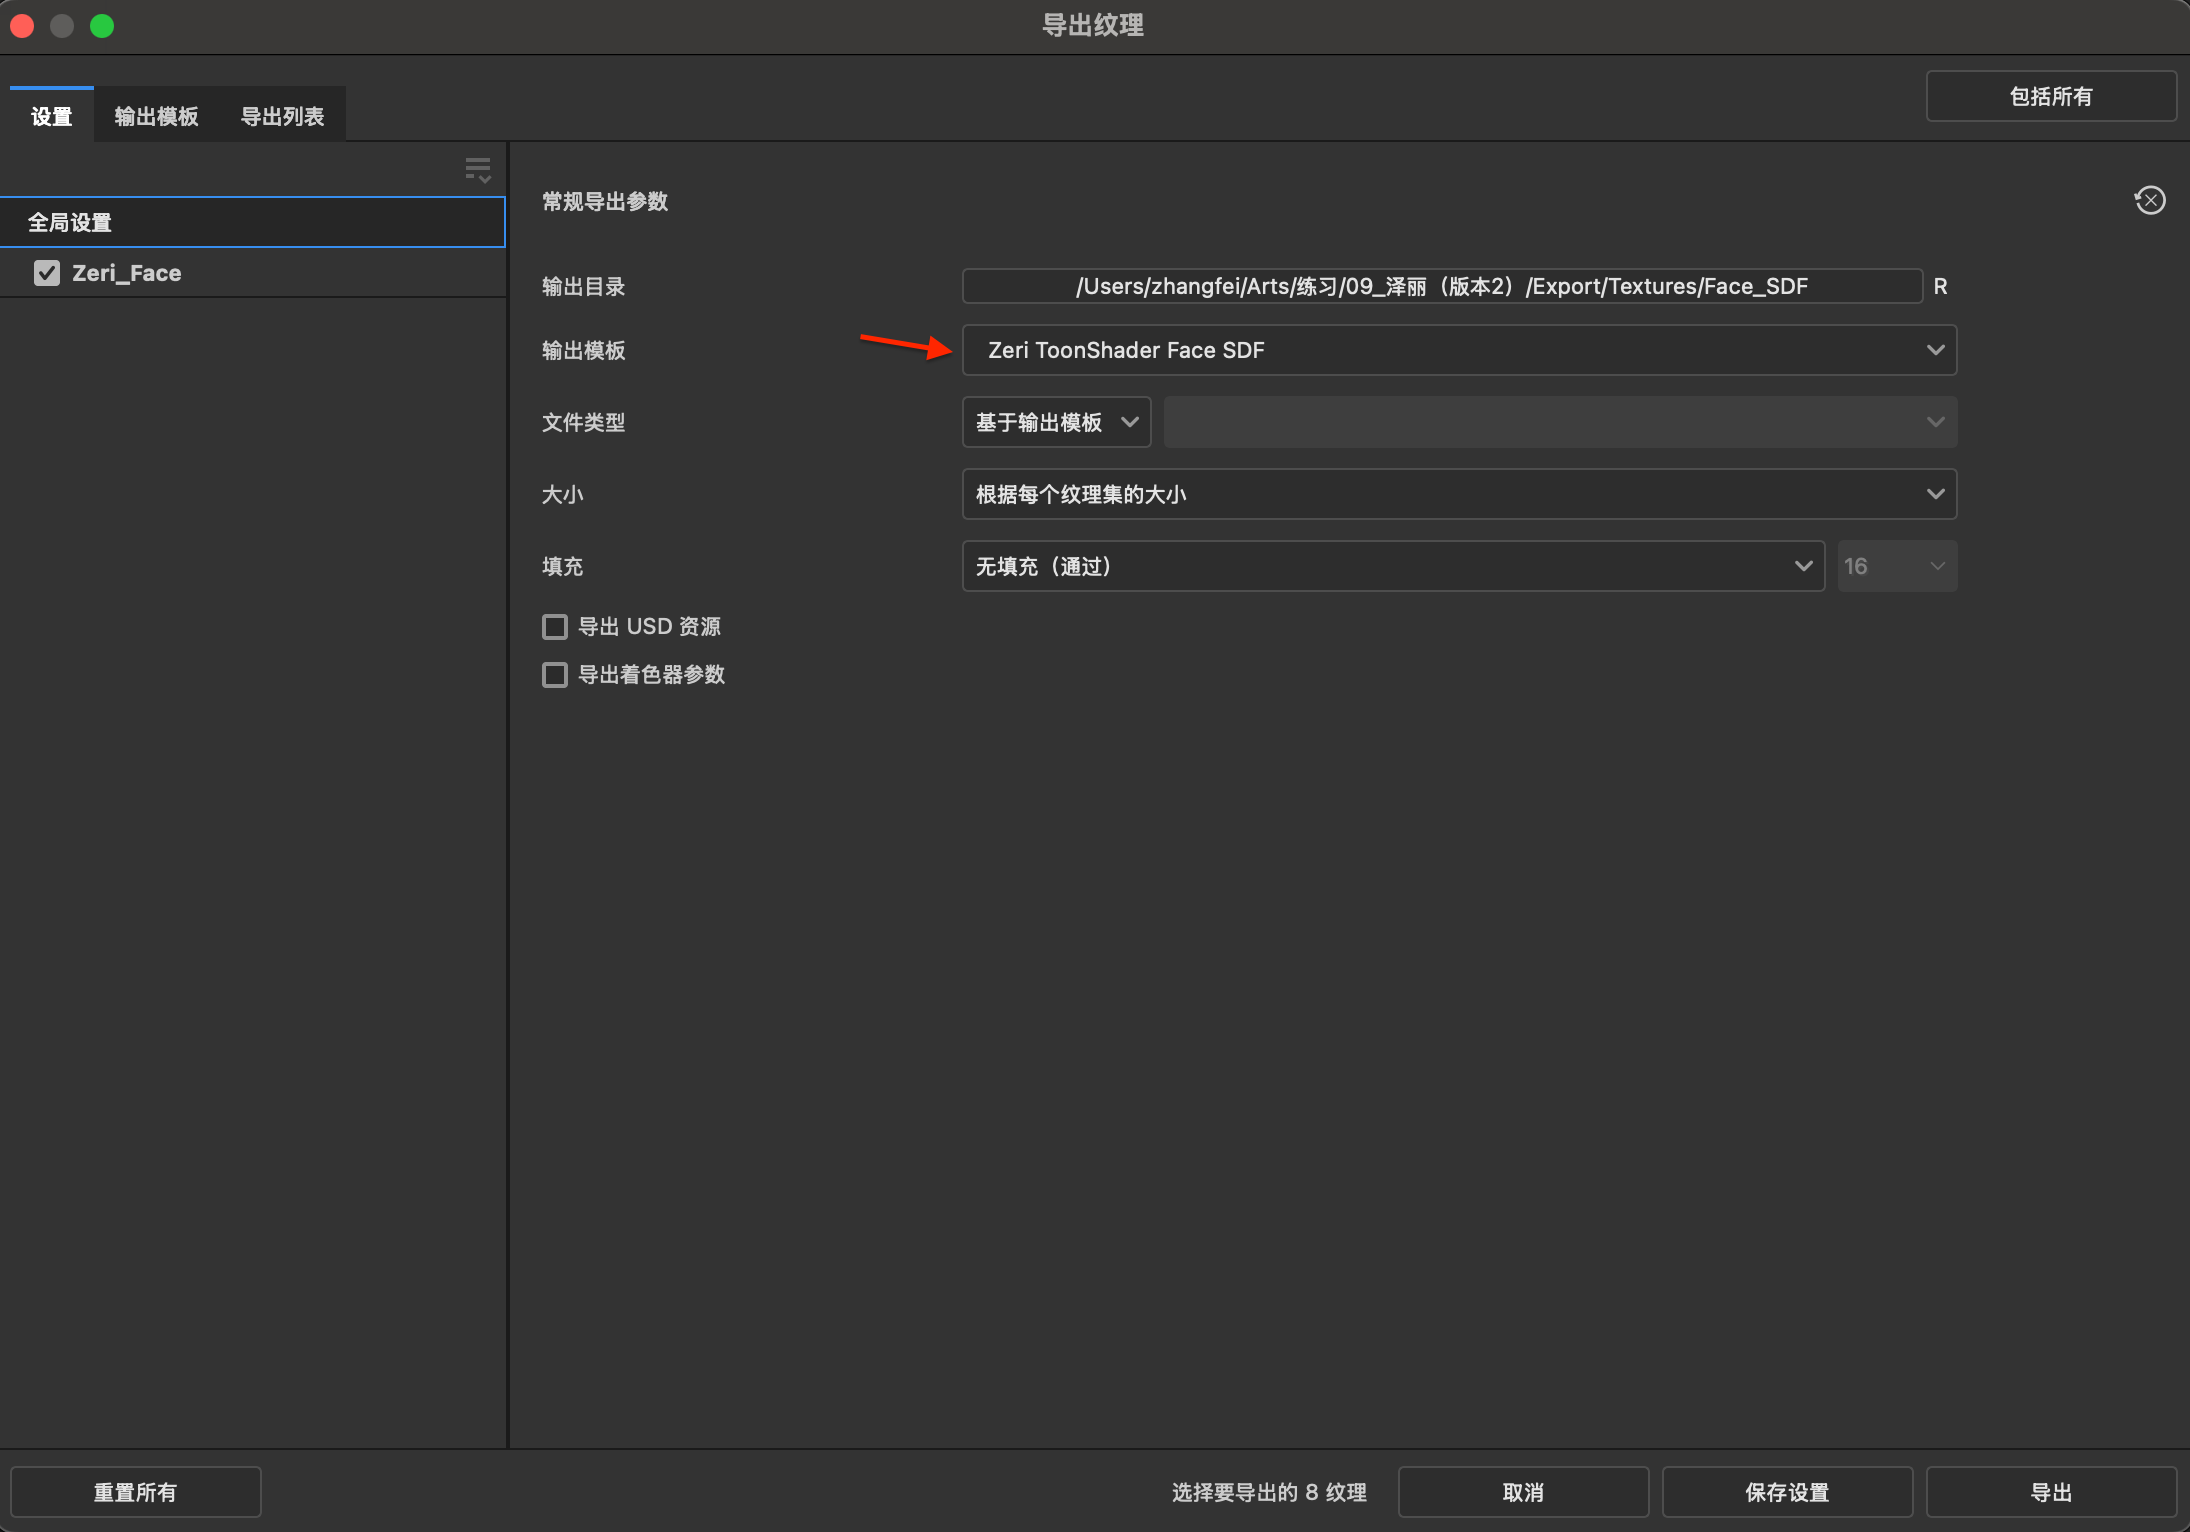 导出纹理
包括所有
设置 输出模板 导出列表
全局设置
Zeri_Face
常规导出参数
输出目录 /Users/zhangfei/Arts/练习/09_泽丽（版本2）/Export/Textures/Face_SDF R
输出模板 Zeri ToonShader Face SDF
文件类型 基于输出模板
大小 根据每个纹理集的大小
填充 无填充（通过） 16
导出 USD 资源
导出着色器参数
重置所有 选择要导出的 8 纹理 取消 保存设置 导出